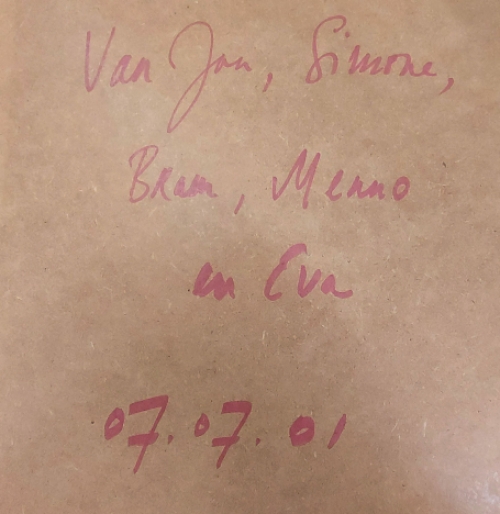 Van Jan, Simone,
Bram, Menno
en Eva
07.07.01